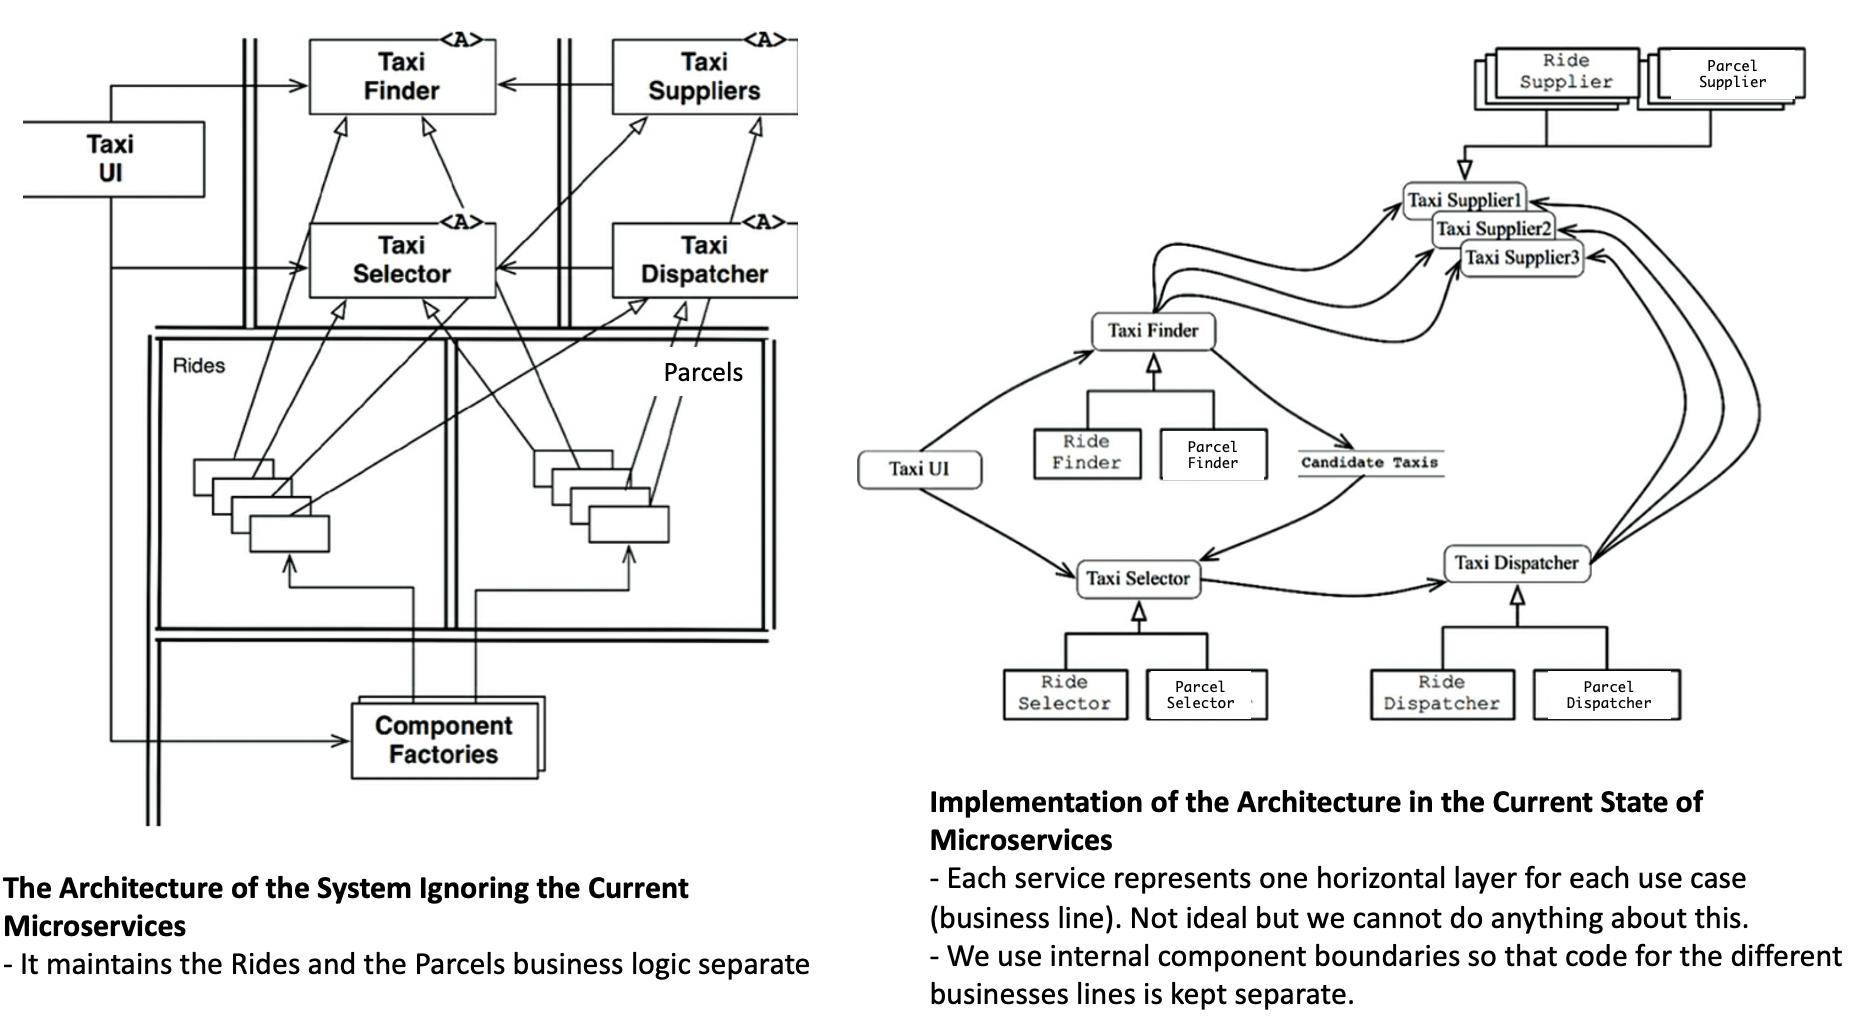 <A>
Taxi
Finder
<A>
Taxi
Suppliers
Taxi
UI
<A>
Taxi
Selector
<A>
Taxi
Dispatcher
Rides
Parcels
Component
Factories
The Architecture of the System Ignoring the Current
Microservices
- It maintains the Rides and the Parcels business logic separate
Ride
Supplier
Parcel
Supplier
Taxi Supplier1
Taxi Supplier2
Taxi Supplier3
Taxi Finder
Ride
Finder
Parcel
Finder
Taxi UI
Candidate Taxis
Taxi Selector
Taxi Dispatcher
Ride
Selector
Parcel
Selector
Ride
Dispatcher
Parcel
Dispatcher
Implementation of the Architecture in the Current State of
Microservices
- Each service represents one horizontal layer for each use case
(business line). Not ideal but we cannot do anything about this.
- We use internal component boundaries so that code for the different
businesses lines is kept separate.